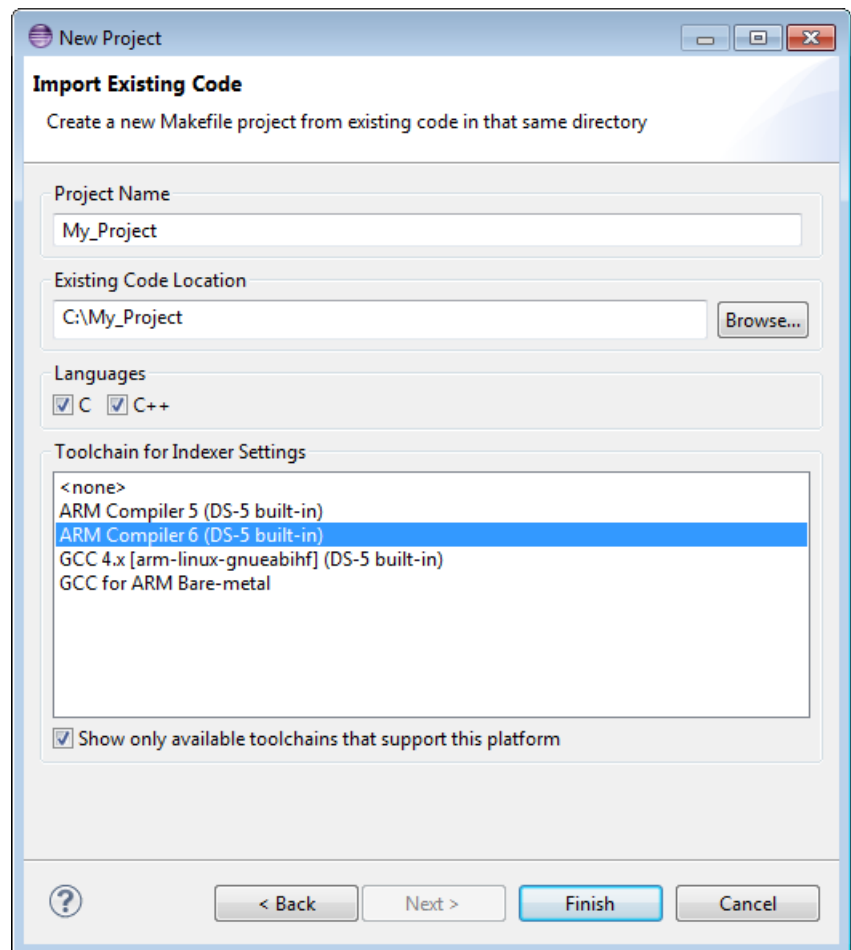 New Project
Import Existing Code
Create a new Makefile project from existing code in that same directory
Project Name
My_Project
Existing Code Location
C:\My_Project
Browse...
Languages
C C++
Toolchain for Indexer Settings
<none>
ARM Compiler 5 (DS-5 built-in)
ARM Compiler 6 (DS-5 built-in)
GCC 4.x [arm-linux-gnueabihf] (DS-5 built-in)
GCC for ARM Bare-metal
Show only available toolchains that support this platform
? < Back Next > Finish Cancel